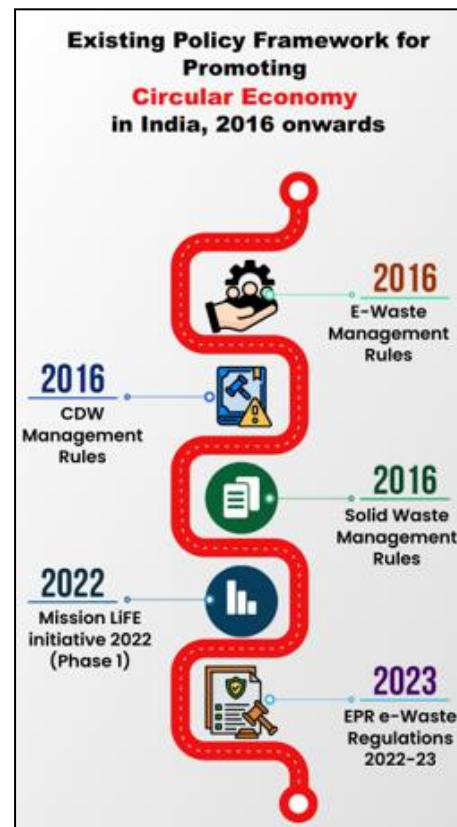 Existing Policy Framework for
Promoting
Circular Economy
in India, 2016 onwards
2016
E-Waste
Management
Rules
2016
CDW
Management
Rules
2016
Solid Waste
Management
Rules
2022
Mission LiFE
initiative 2022
(Phase 1)
2023
EPR e-Waste
Regulations
2022-23